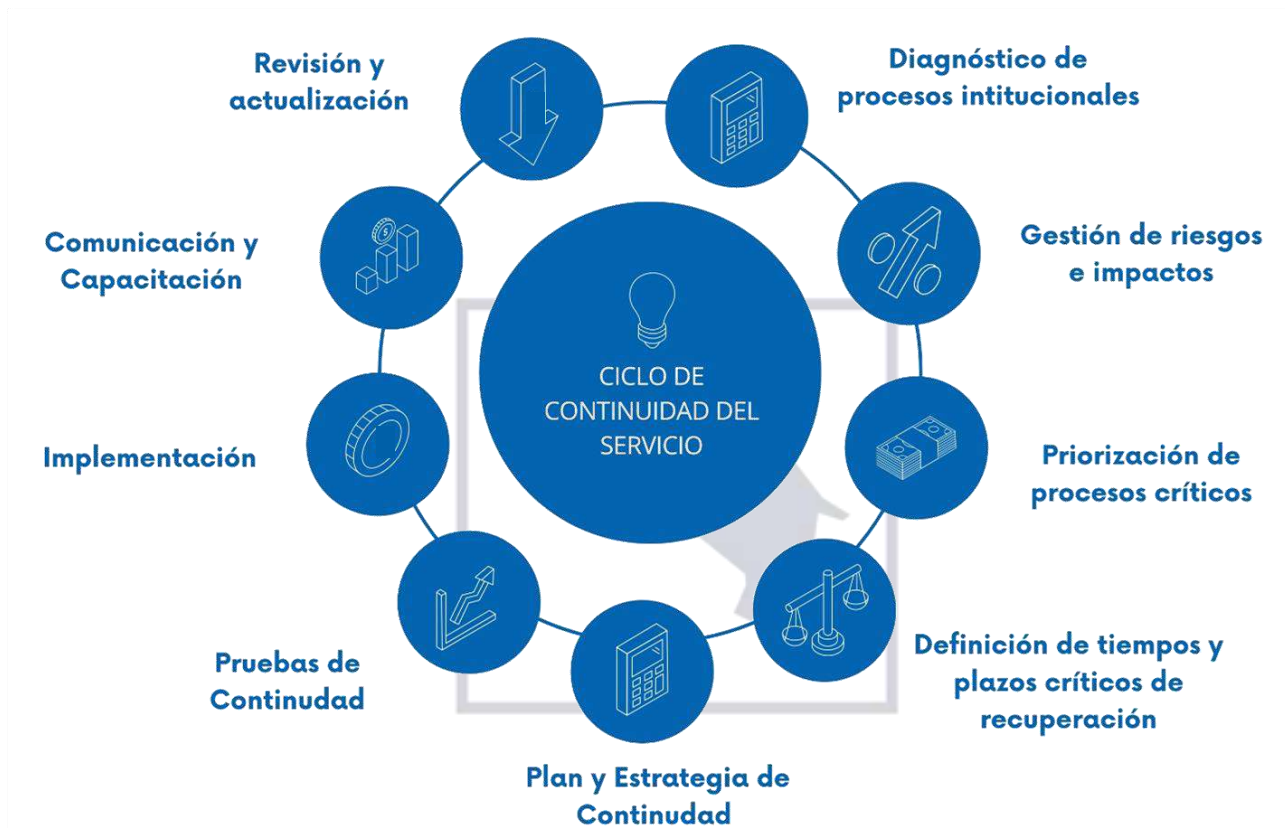 Revisión y
actualización
Diagnóstico de
procesos intitucionales
Comunicación y
Capacitación
Gestión de riesgos
e impactos
$
CICLO DE
CONTINUIDAD DEL
SERVICIO
Implementación
Priorización de
procesos críticos
Pruebas de
Continudad
Definición de tiempos y
plazos críticos de
recuperación
Plan y Estrategia de
Continudad